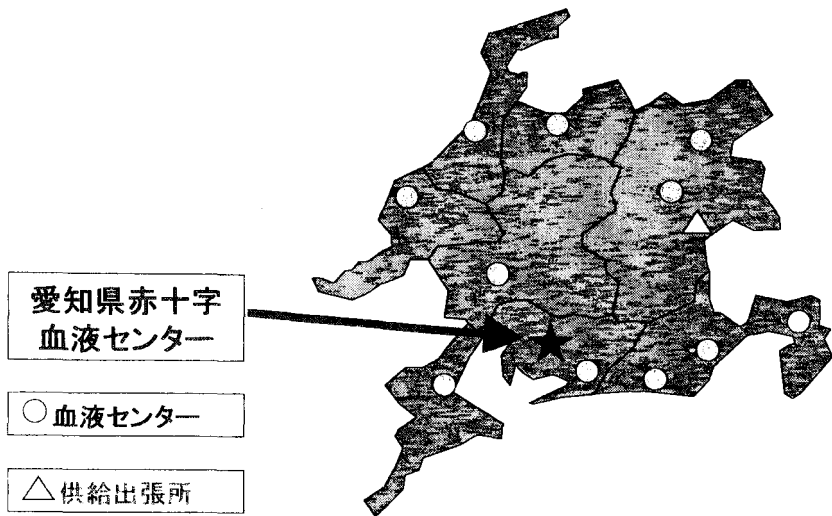 愛知県赤十字
血液センター
○血液センター
△供給出張所